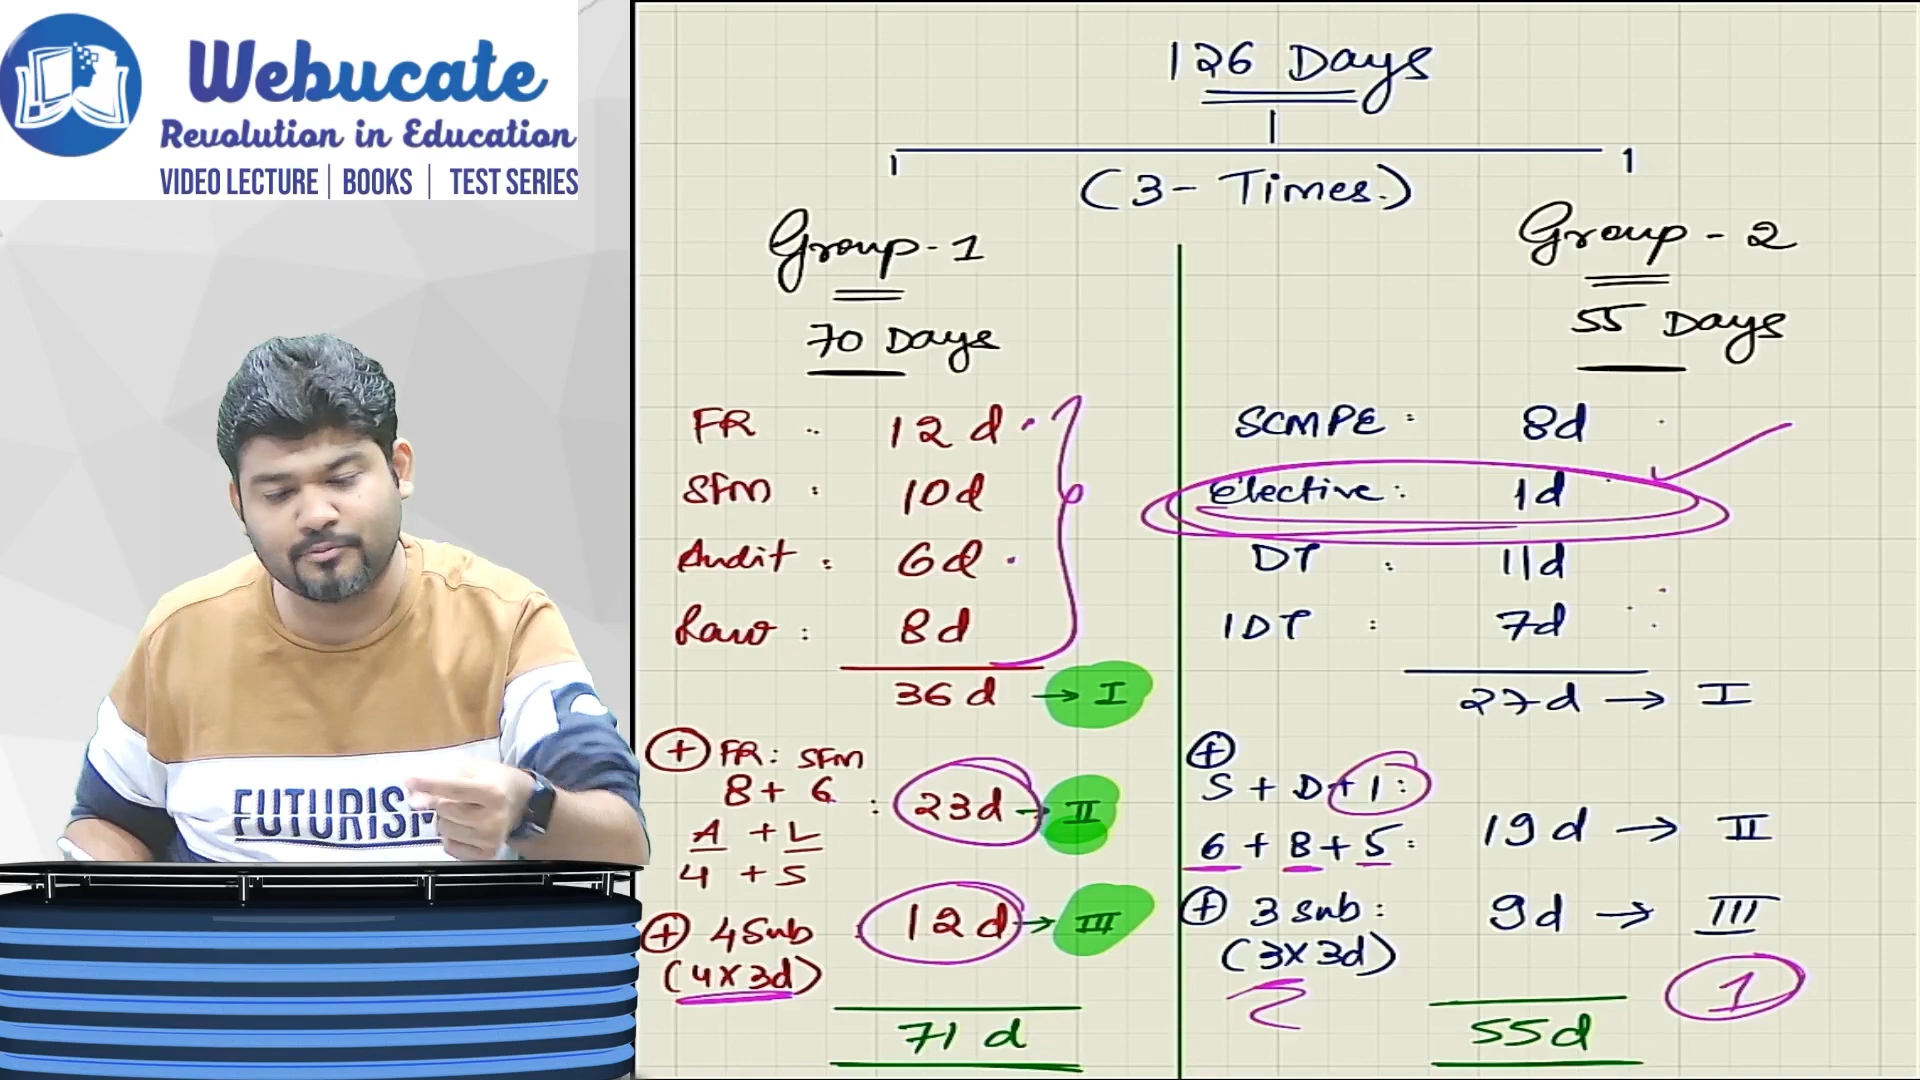 Webucate
Revolution in Education
VIDEO LECTURE | BOOKS | TEST SERIES
FUTURISM
126 Days
(3-Times.)
Group-1
70 Days
FR : 12d
SFM : 10d
Audit : 6d
Law : 8d
36d → I
+ FR: SFM
8+ 6 : 23d → II
A + L
4 + 5
+ 4 Sub : 12d → III
(4x3d)
71 d
Group - 2
55 Days
SCMPE : 8d
Elective : 1d
DT : 11d
IDT : 7d
27d → I
+
S + D + 1:
6 + 8 + 5 : 19d → II
+ 3 sub : 9d → III
(3x3d)
1
55d